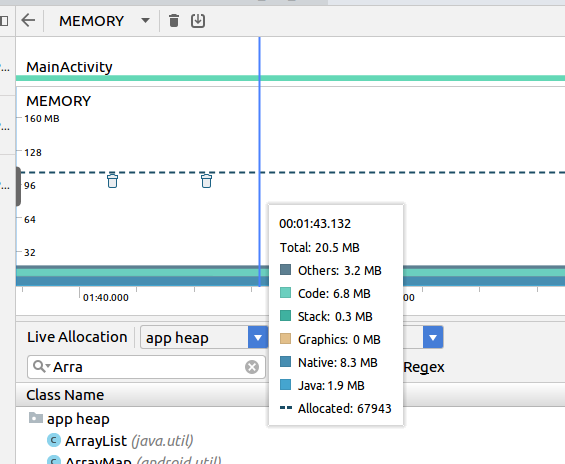 MEMORY
P...
MainActivity
MEMORY
160 MB
P...
128
96
P...
64
32
00:01:43.132
Total: 20.5 MB
Others: 3.2 MB
Code: 6.8 MB
Stack: 0.3 MB
Graphics: 0 MB
Native: 8.3 MB
Java: 1.9 MB
Allocated: 67943
01:40.000
Live Allocation
app heap
Arra
Regex
Class Name
app heap
C ArrayList (java.util)
C ArrayMap (android.util)